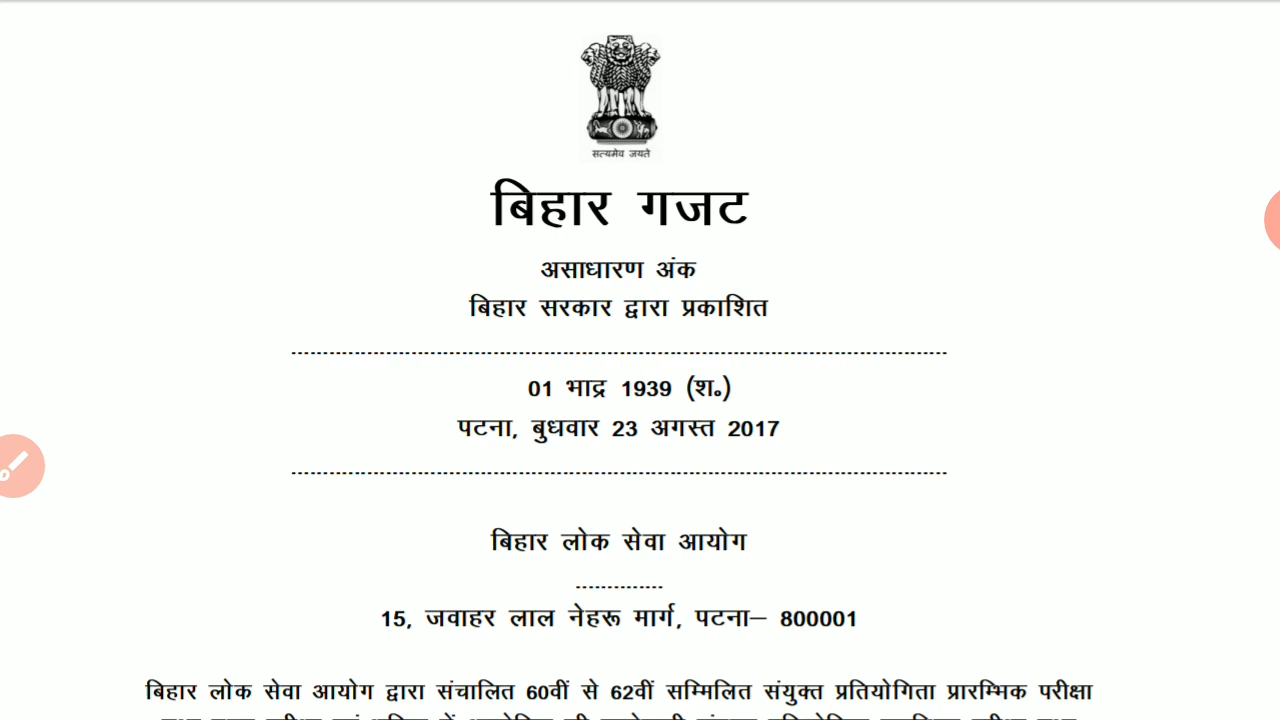 सत्यमेव जयते
बिहार गजट
असाधारण अंक
बिहार सरकार द्वारा प्रकाशित
01 भाद्र 1939 (श॰)
पटना, बुधवार 23 अगस्त 2017
बिहार लोक सेवा आयोग
15, जवाहर लाल नेहरू मार्ग, पटना– 800001
बिहार लोक सेवा आयोग द्वारा संचालित 60वीं से 62वीं सम्मिलित संयुक्त प्रतियोगिता प्रारम्भिक परीक्षा